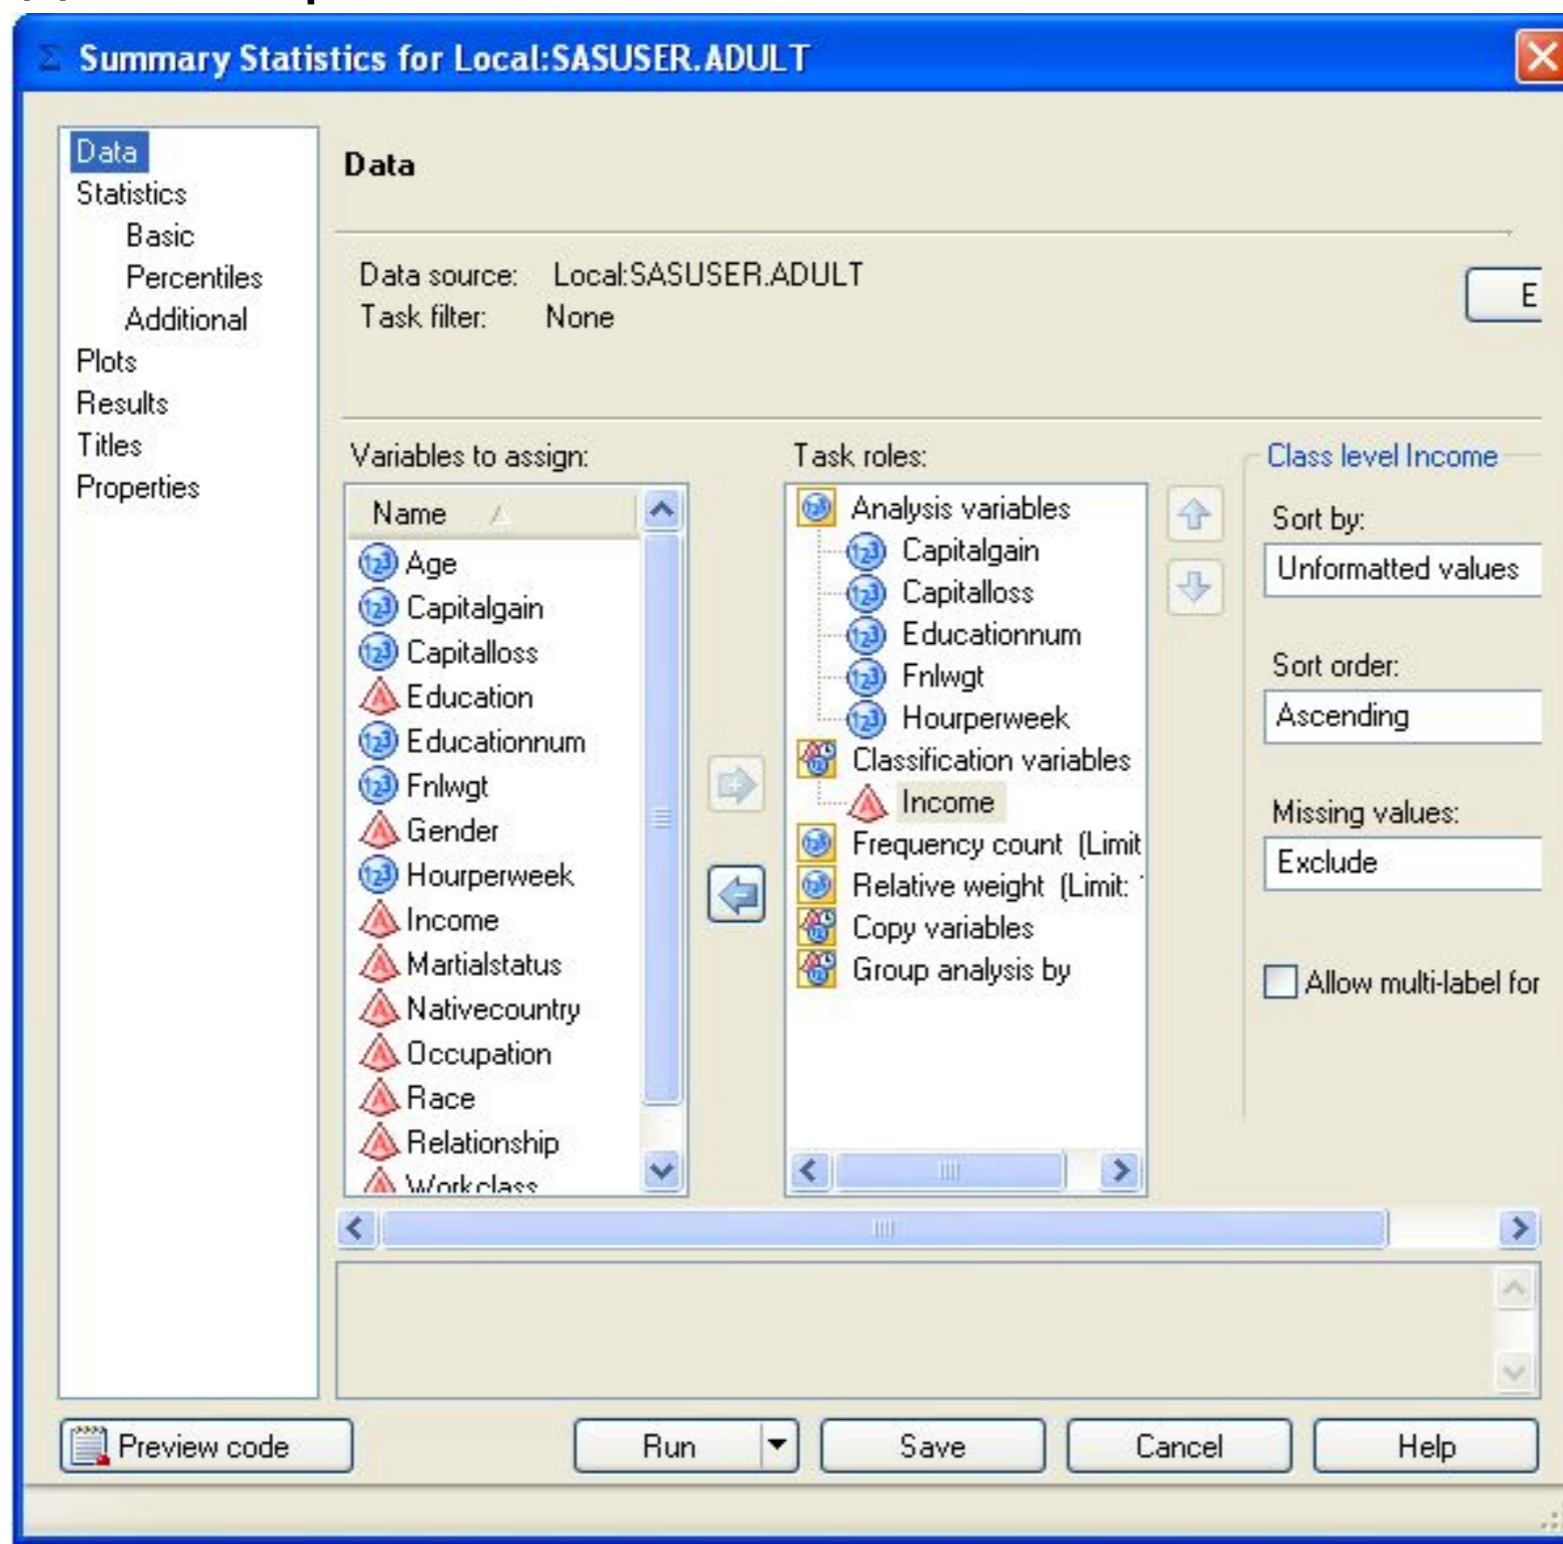 Summary Statistics for Local:SASUSER.ADULT
Data
Statistics
Basic
Percentiles
Additional
Plots
Results
Titles
Properties
Data
Data source: Local:SASUSER.ADULT
Task filter: None
E
Variables to assign:
Name
Age
Capitalgain
Capitalloss
Education
Educationnum
Fnlwgt
Gender
Hourperweek
Income
Martialstatus
Nativecountry
Occupation
Race
Relationship
Workclass
Task roles:
Analysis variables
Capitalgain
Capitalloss
Educationnum
Fnlwgt
Hourperweek
Classification variables
Income
Frequency count (Limit
Relative weight (Limit:
Copy variables
Group analysis by
Class level Income
Sort by:
Unformatted values
Sort order:
Ascending
Missing values:
Exclude
Allow multi-label for
Preview code
Run
Save
Cancel
Help